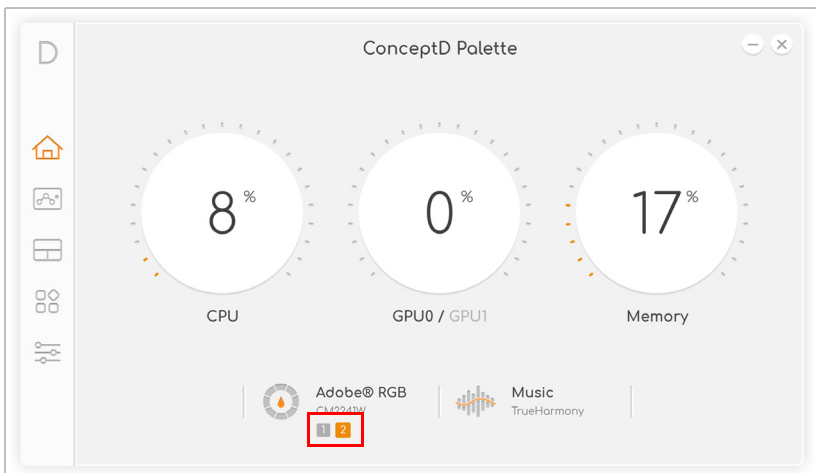 D
ConceptD Palette
8 %
0 %
17 %
CPU
GPU0 / GPU1
Memory
Adobe® RGB
CM2241W
1 2
Music
TrueHarmony